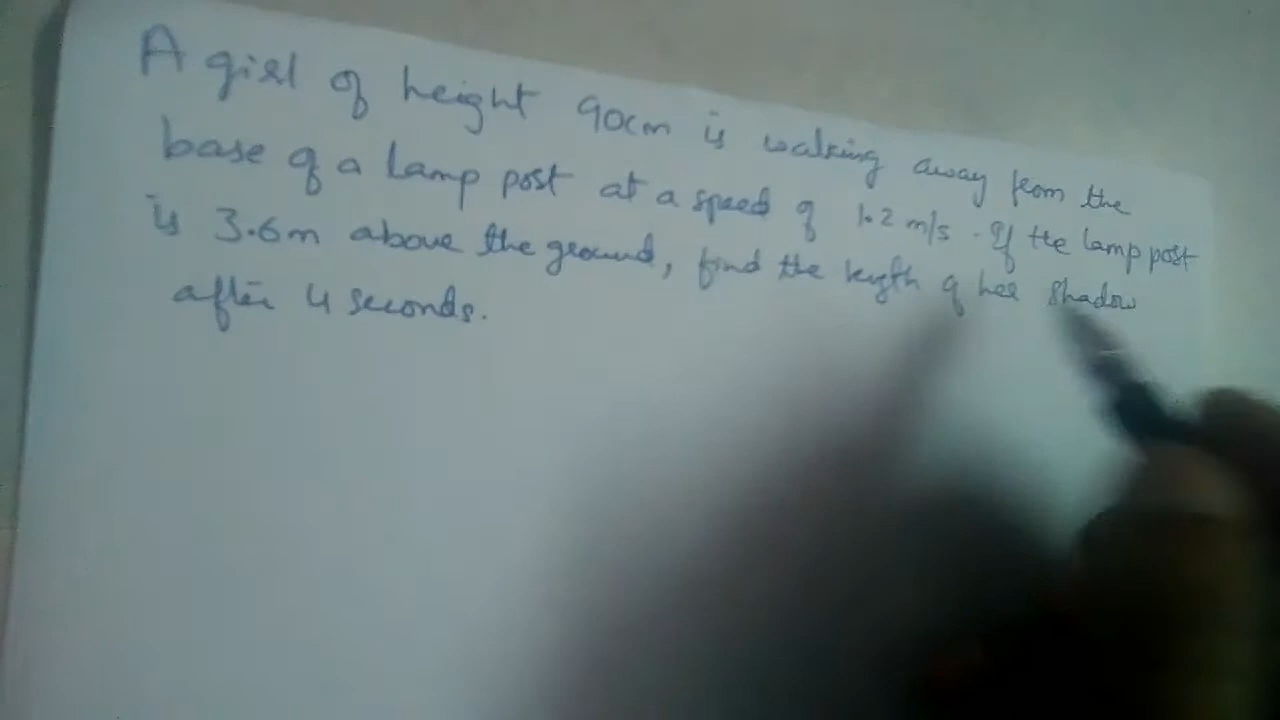 A girl of height 90cm is walking away from the
base of a lamp post at a speed of 1.2 m/s. If the lamp post
is 3.6m above the ground, find the length of her shadow
after 4 seconds.